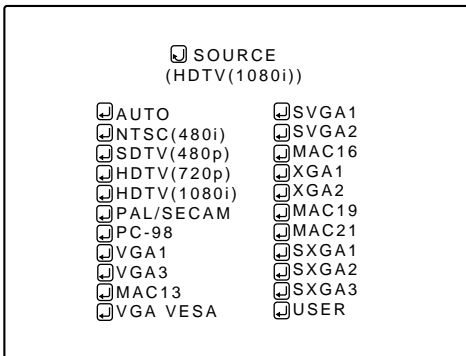 SOURCE
(HDTV(1080i))
AUTO
NTSC(480i)
SDTV(480p)
HDTV(720p)
HDTV(1080i)
PAL/SECAM
PC-98
VGA1
VGA3
MAC13
VGA VESA
SVGA1
SVGA2
MAC16
XGA1
XGA2
MAC19
MAC21
SXGA1
SXGA2
SXGA3
USER